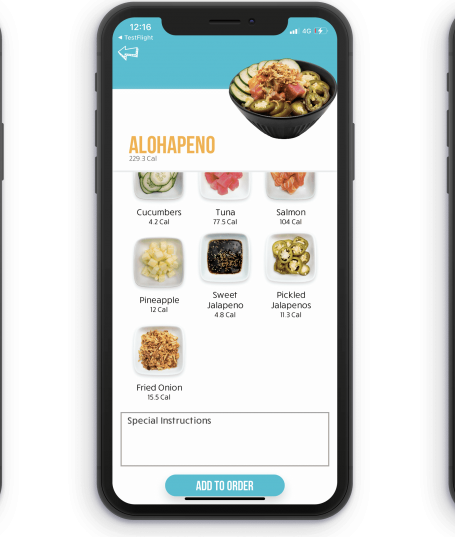 12:16
4G
◄ TestFlight
ALOHAPENO
229.3 Cal
Cucumbers
4.2 Cal
Tuna
77.5 Cal
Salmon
104 Cal
Pineapple
12 Cal
Sweet
Jalapeno
4.8 Cal
Pickled
Jalapenos
11.3 Cal
Fried Onion
15.5 Cal
Special Instructions
ADD TO ORDER